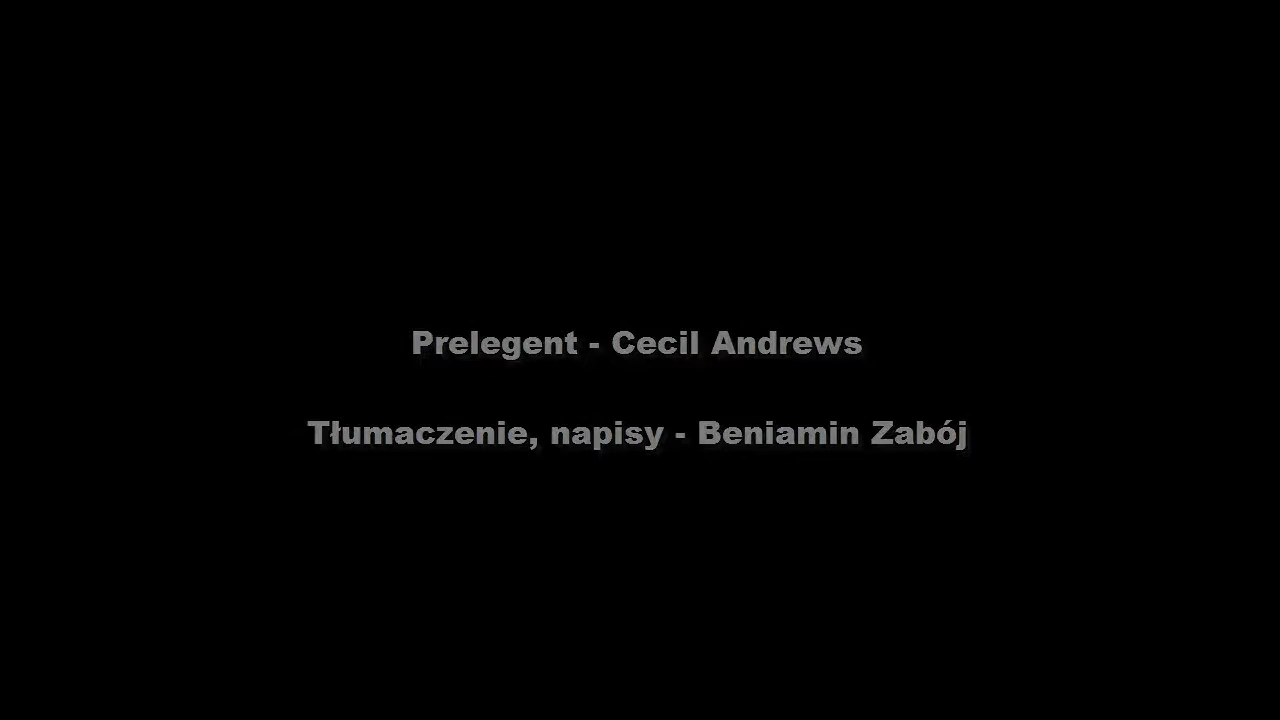 Prelegent - Cecil Andrews
Tłumaczenie, napisy - Beniamin Zabój